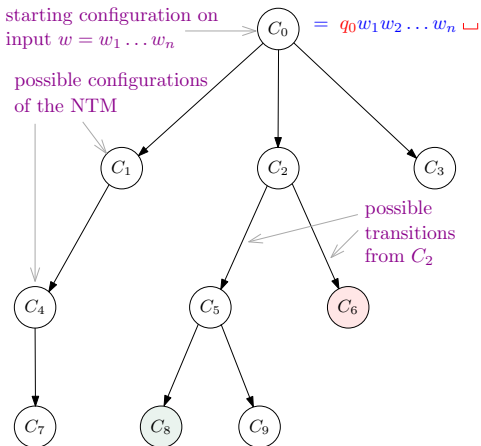 starting configuration on
input w = w₁ … wₙ
C₀ = q₀w₁w₂ … wₙ ␣
possible configurations
of the NTM
C₁
C₂
C₃
possible
transitions
from C₂
C₄
C₅
C₆
C₇
C₈
C₉